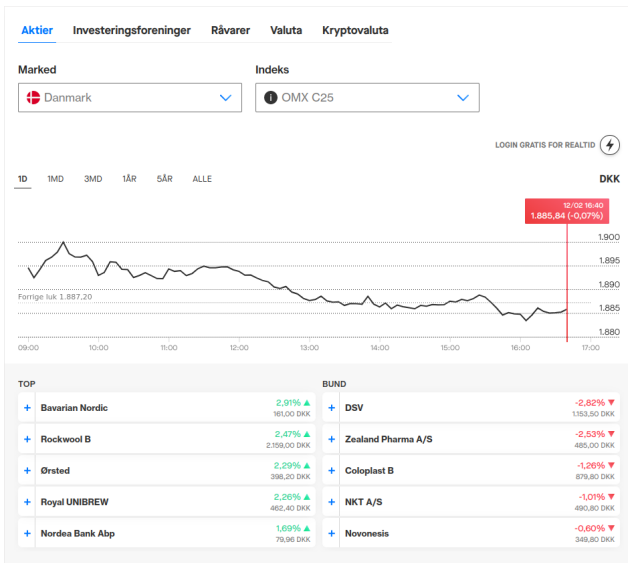 Aktier Investeringsforeninger Råvarer Valuta Kryptovaluta
Marked Indeks
Danmark OMX C25
LOGIN GRATIS FOR REALTID
1D 1MD 3MD 1ÅR 5ÅR ALLE DKK
12/02 16:40
1.885,84 (-0,07%)
1.900
1.895
1.890
Forrige luk 1.887,20
1.885
1.880
09:00 10:00 11:00 12:00 13:00 14:00 15:00 16:00 17:00
TOP BUND
+ Bavarian Nordic 2,91% ▲ + DSV -2,82% ▼
161,00 DKK 1.153,50 DKK
+ Rockwool B 2,47% ▲ + Zealand Pharma A/S -2,53% ▼
2.159,00 DKK 485,00 DKK
+ Ørsted 2,29% ▲ + Coloplast B -1,26% ▼
398,20 DKK 879,80 DKK
+ Royal UNIBREW 2,26% ▲ + NKT A/S -1,01% ▼
462,40 DKK 490,80 DKK
+ Nordea Bank Abp 1,69% ▲ + Novonesis -0,60% ▼
79,96 DKK 349,80 DKK